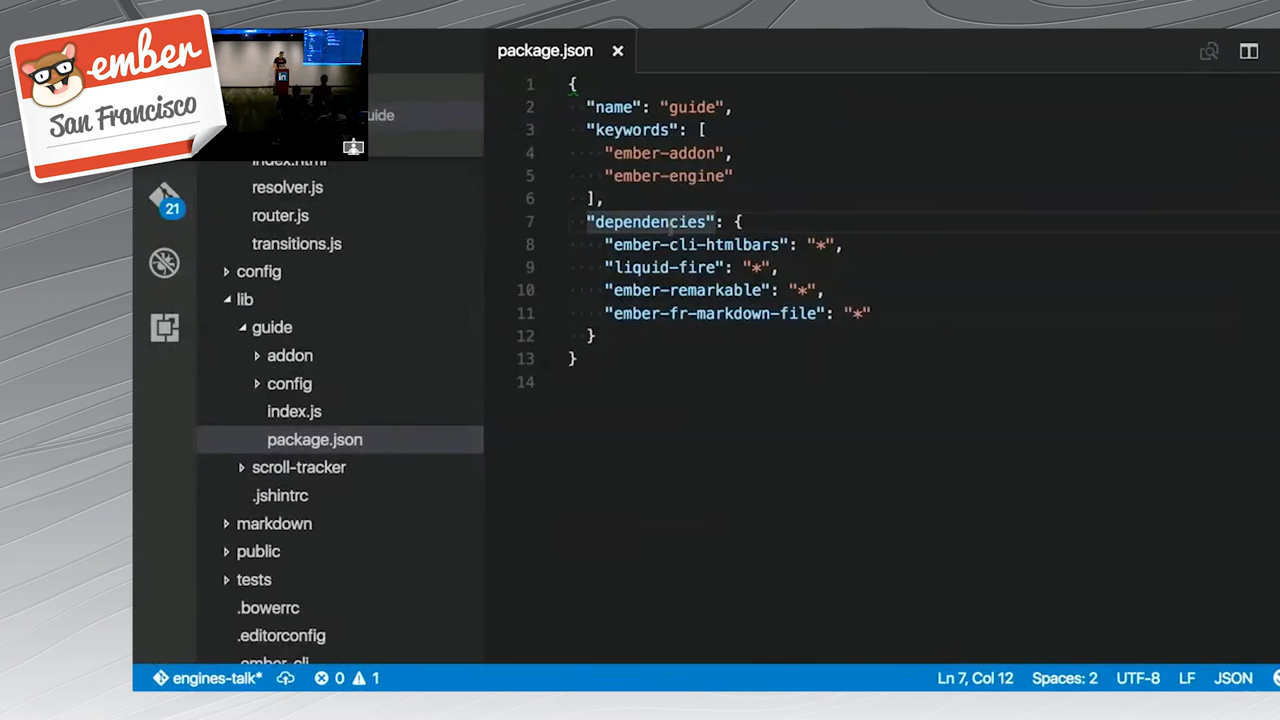 ember
San Francisco
in
uide
package.json
1 {
2 "name": "guide",
3 "keywords": [
4 "ember-addon",
5 "ember-engine"
6 ],
7 "dependencies": {
8 "ember-cli-htmlbars": "*",
9 "liquid-fire": "*",
10 "ember-remarkable": "*",
11 "ember-fr-markdown-file": "*"
12 }
13 }
14
index.html
resolver.js
router.js
transitions.js
config
lib
guide
addon
config
index.js
package.json
scroll-tracker
.jshintrc
markdown
public
tests
.bowerrc
.editorconfig
.ember-cli
21
engines-talk* 0 1 Ln 7, Col 12 Spaces: 2 UTF-8 LF JSON